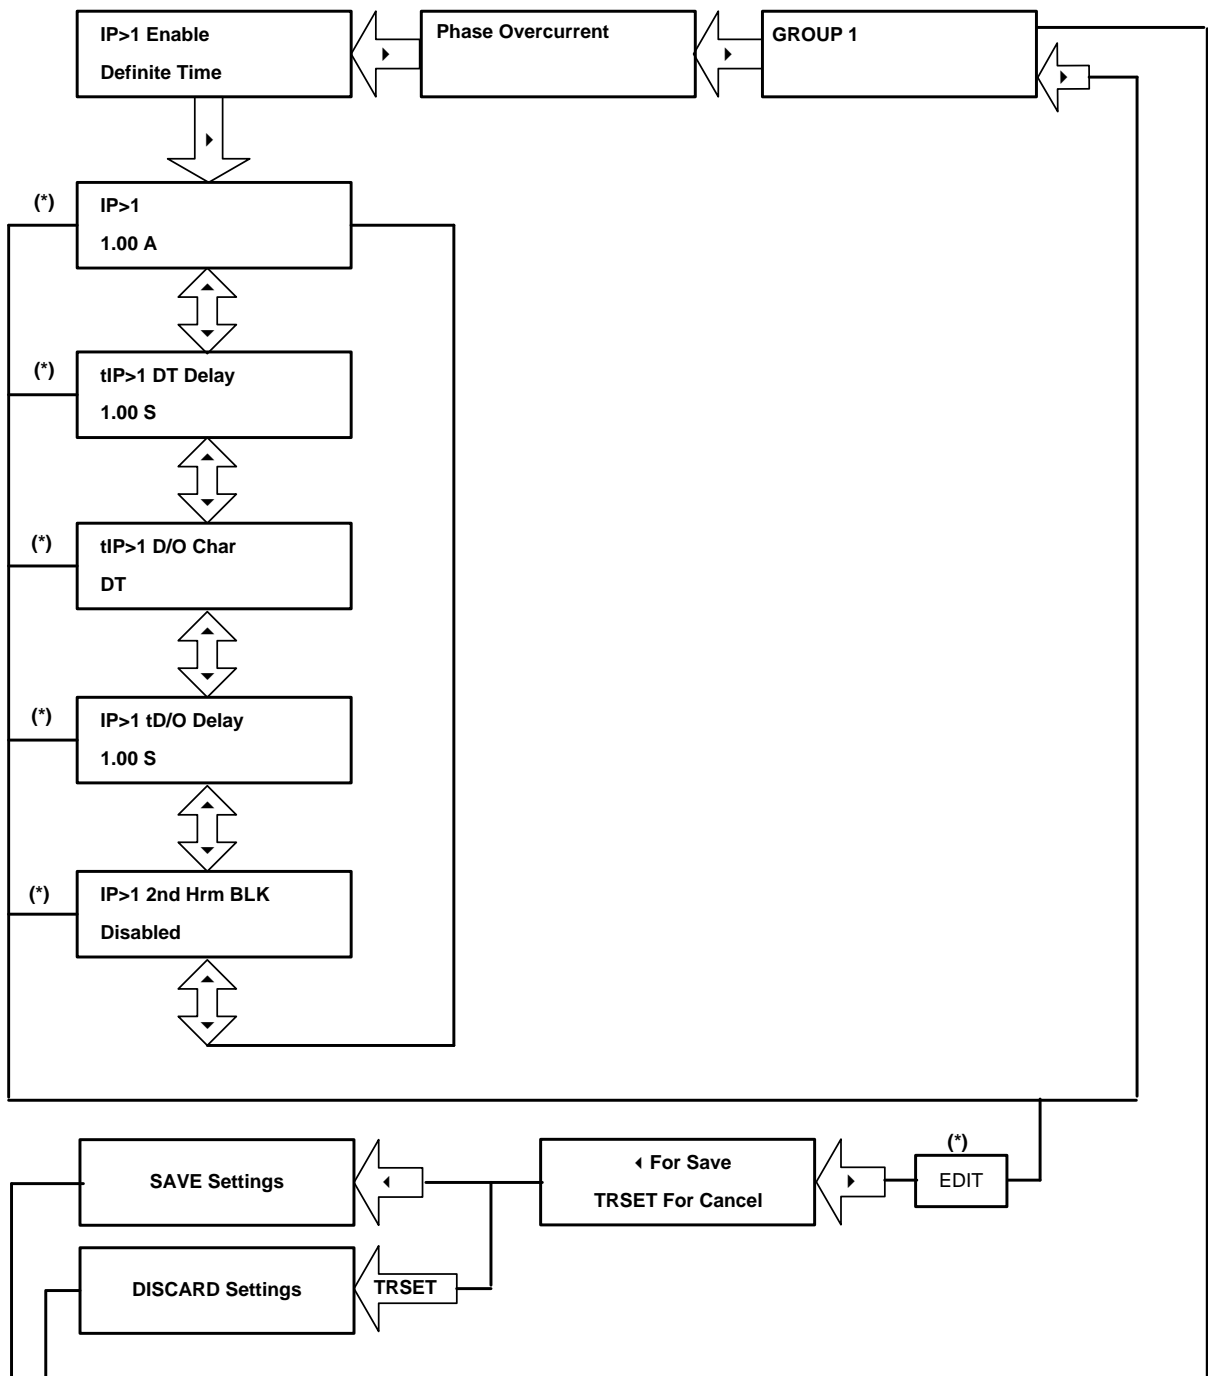 IP>1 Enable
Definite Time
Phase Overcurrent
GROUP 1
(*)
IP>1
1.00 A
(*)
tIP>1 DT Delay
1.00 S
(*)
tIP>1 D/O Char
DT
(*)
IP>1 tD/O Delay
1.00 S
(*)
IP>1 2nd Hrm BLK
Disabled
SAVE Settings
For Save
TRSET For Cancel
(*)
EDIT
DISCARD Settings
TRSET